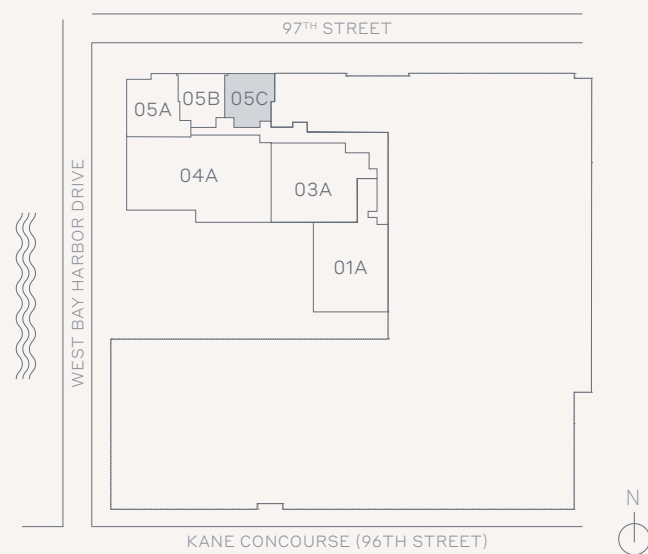 97TH STREET
05A
05B
05C
04A
03A
01A
WEST BAY HARBOR DRIVE
N
KANE CONCOURSE (96TH STREET)